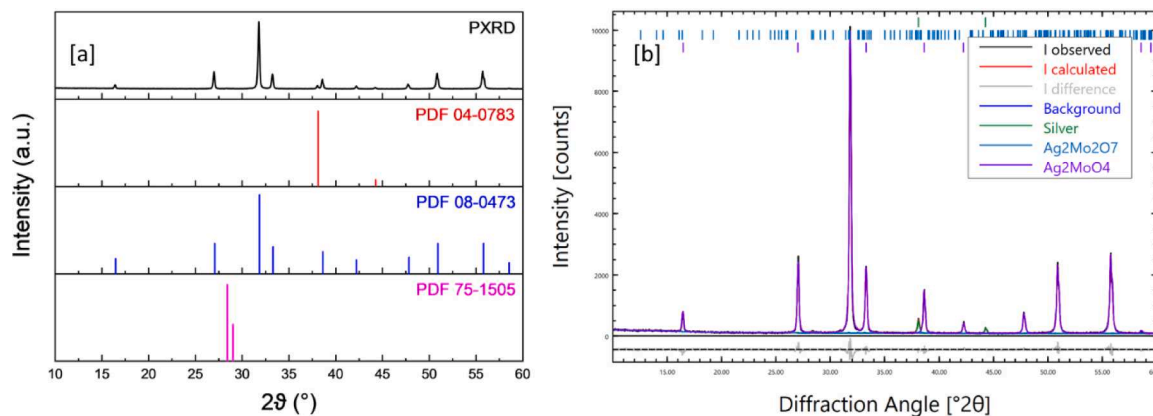 [a]
PXRD
PDF 04-0783
PDF 08-0473
PDF 75-1505
Intensity (a.u.)
10 15 20 25 30 35 40 45 50 55 60
2θ (°)
[b]
I observed
I calculated
I difference
Background
Silver
Ag2Mo2O7
Ag2MoO4
Intensity [counts]
10000
8000
6000
4000
2000
0
15.00 20.00 25.00 30.00 35.00 40.00 45.00 50.00 55.00 60.0
Diffraction Angle [°2θ]